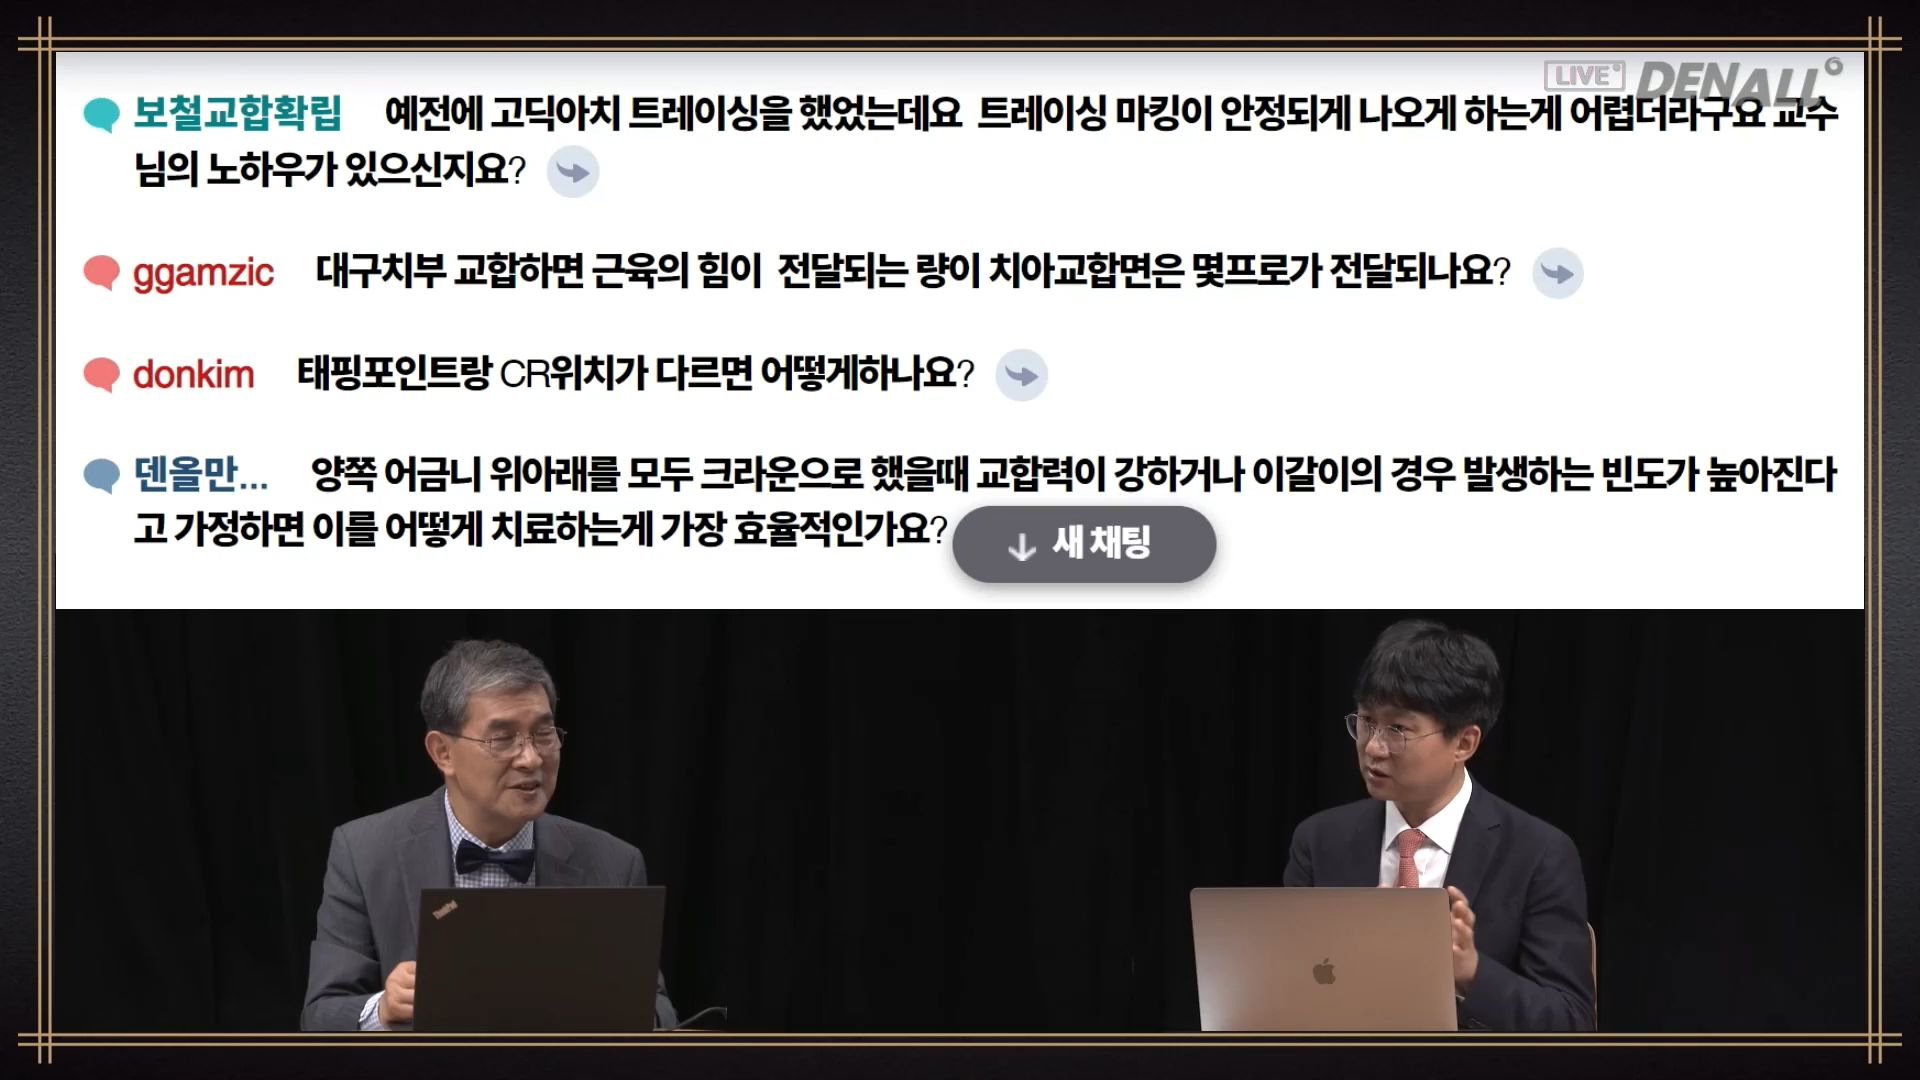 LIVE DENALL
보철교합확립 예전에 고딕아치 트레이싱을 했었는데요 트레이싱 마킹이 안정되게 나오게 하는게 어렵더라구요 교수
님의 노하우가 있으신지요?
ggamzic 대구치부 교합하면 근육의 힘이 전달되는 량이 치아교합면은 몇프로가 전달되나요?
donkim 태핑포인트랑 CR위치가 다르면 어떻게하나요?
덴올만... 양쪽 어금니 위아래를 모두 크라운으로 했을때 교합력이 강하거나 이갈이의 경우 발생하는 빈도가 높아진다
고 가정하면 이를 어떻게 치료하는게 가장 효율적인가요?
↓ 새 채팅
ThinkPad